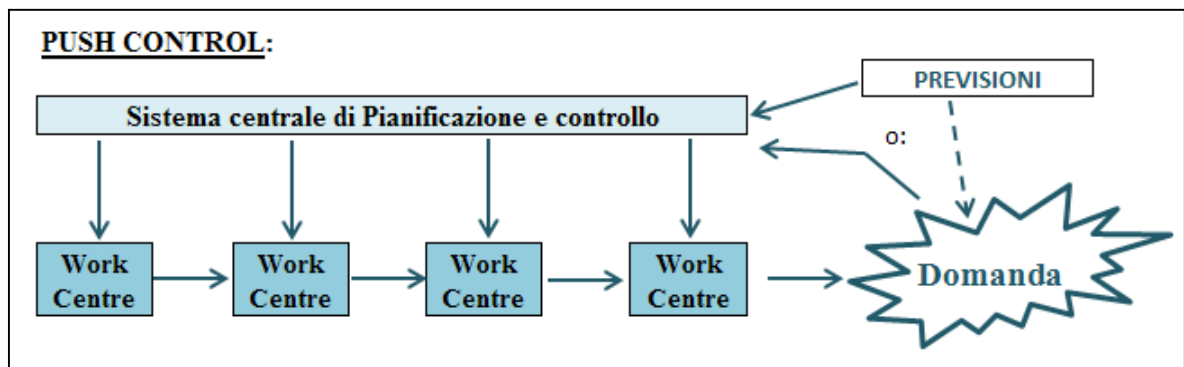 PUSH CONTROL:
PREVISIONI
Sistema centrale di Pianificazione e controllo
o:
Work
Centre
Work
Centre
Work
Centre
Work
Centre
Domanda